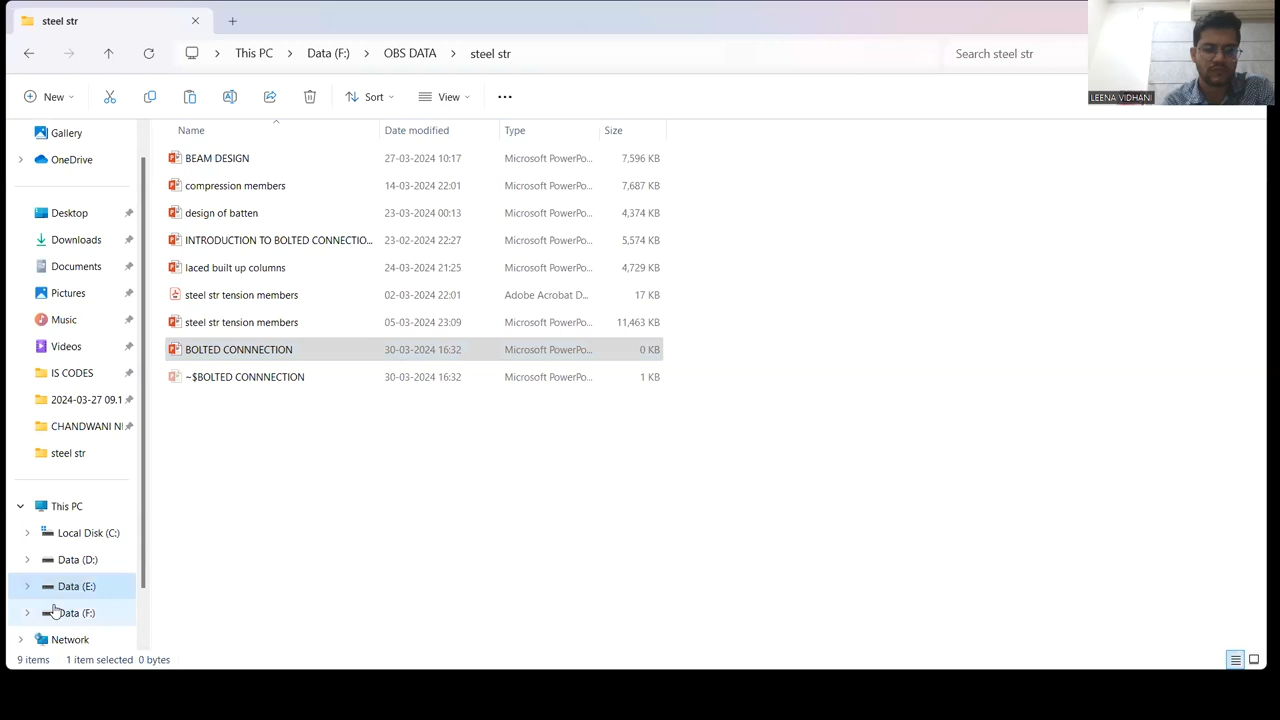 steel str
This PC > Data (F:) > OBS DATA > steel str
Search steel str
LEENA VIDHANI
New
Sort
View
Name Date modified Type Size
BEAM DESIGN 27-03-2024 10:17 Microsoft PowerPo... 7,596 KB
compression members 14-03-2024 22:01 Microsoft PowerPo... 7,687 KB
design of batten 23-03-2024 00:13 Microsoft PowerPo... 4,374 KB
INTRODUCTION TO BOLTED CONNECTIO... 23-02-2024 22:27 Microsoft PowerPo... 5,574 KB
laced built up columns 24-03-2024 21:25 Microsoft PowerPo... 4,729 KB
steel str tension members 02-03-2024 22:01 Adobe Acrobat D... 17 KB
steel str tension members 05-03-2024 23:09 Microsoft PowerPo... 11,463 KB
BOLTED CONNNECTION 30-03-2024 16:32 Microsoft PowerPo... 0 KB
~$BOLTED CONNNECTION 30-03-2024 16:32 Microsoft PowerPo... 1 KB
Gallery
OneDrive
Desktop
Downloads
Documents
Pictures
Music
Videos
IS CODES
2024-03-27 09.1
CHANDWANI NI
steel str
This PC
Local Disk (C:)
Data (D:)
Data (E:)
Data (F:)
Network
9 items 1 item selected 0 bytes